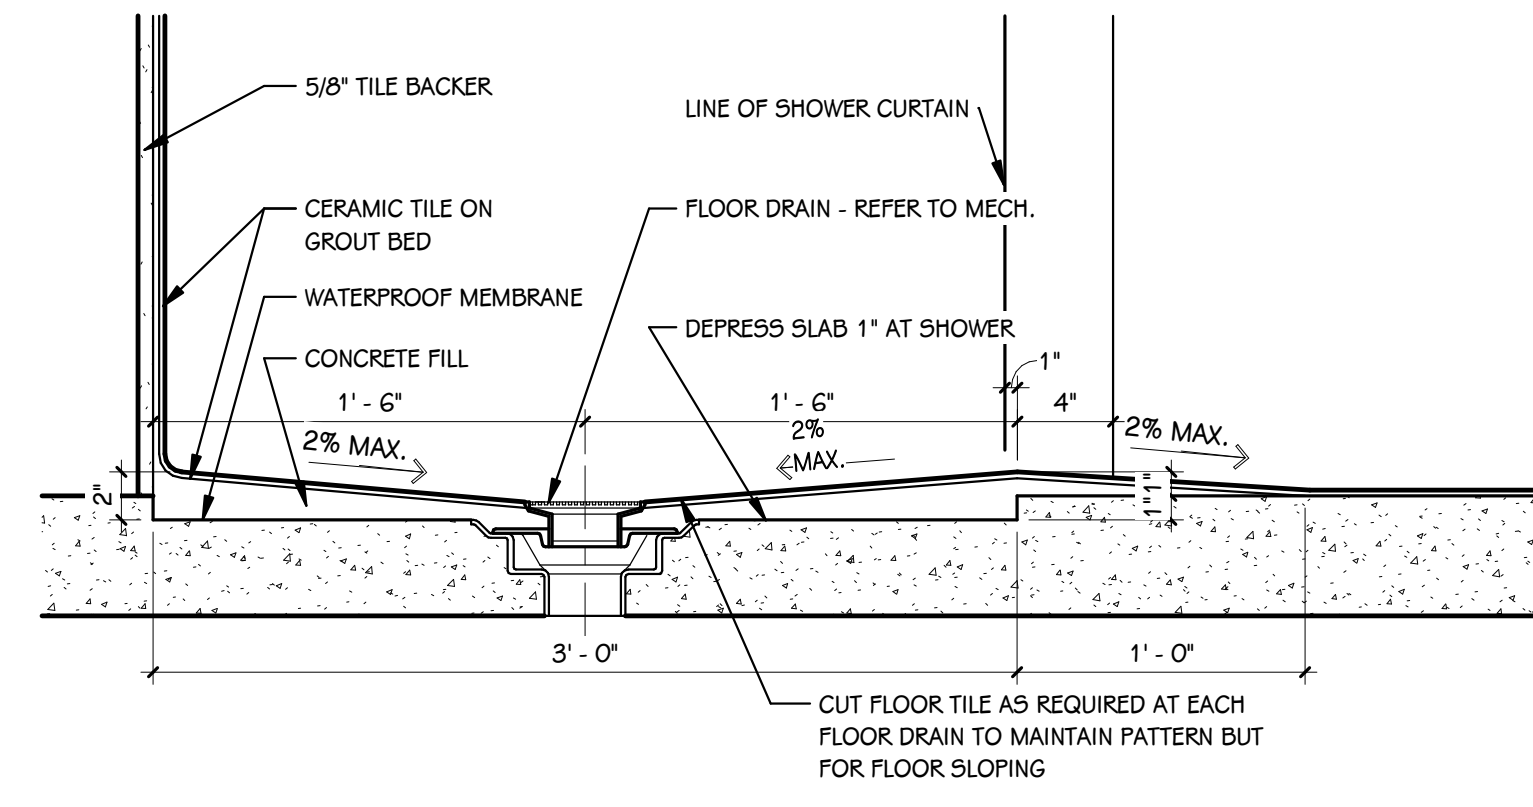 5/8" TILE BACKER
LINE OF SHOWER CURTAIN
CERAMIC TILE ON
GROUT BED
FLOOR DRAIN - REFER TO MECH.
WATERPROOF MEMBRANE
DEPRESS SLAB 1" AT SHOWER
CONCRETE FILL
1"
1' - 6"
1' - 6"
4"
2% MAX.
2%
MAX.
2% MAX.
2"
1"
1"
3' - 0"
1' - 0"
CUT FLOOR TILE AS REQUIRED AT EACH
FLOOR DRAIN TO MAINTAIN PATTERN BUT
FOR FLOOR SLOPING